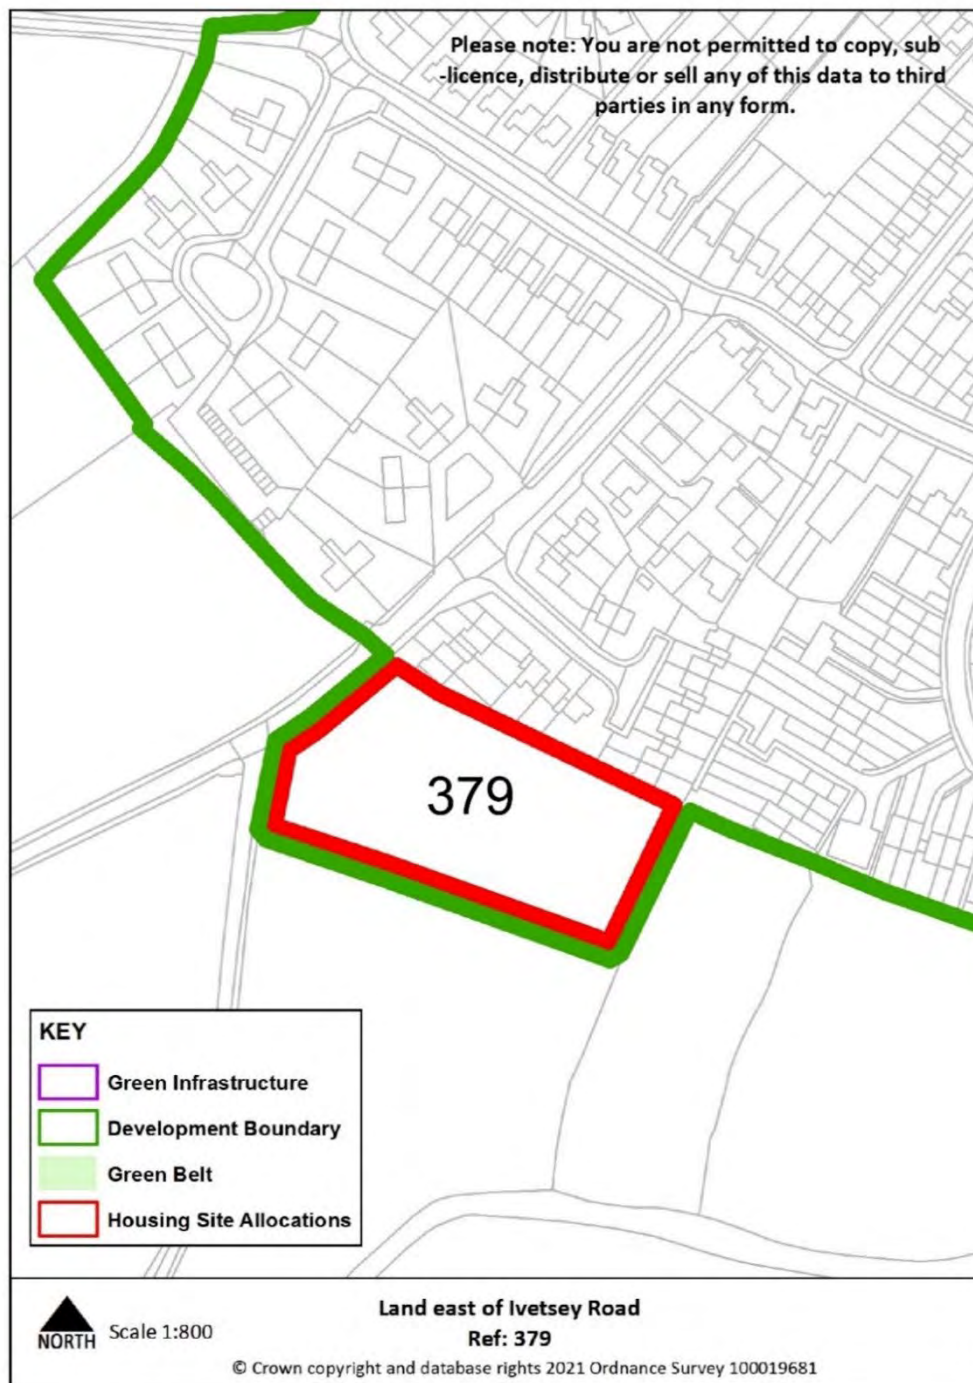 Please note: You are not permitted to copy, sub
-licence, distribute or sell any of this data to third
parties in any form.
379
KEY
Green Infrastructure
Development Boundary
Green Belt
Housing Site Allocations
NORTH
Scale 1:800
Land east of Ivetsey Road
Ref: 379
© Crown copyright and database rights 2021 Ordnance Survey 100019681